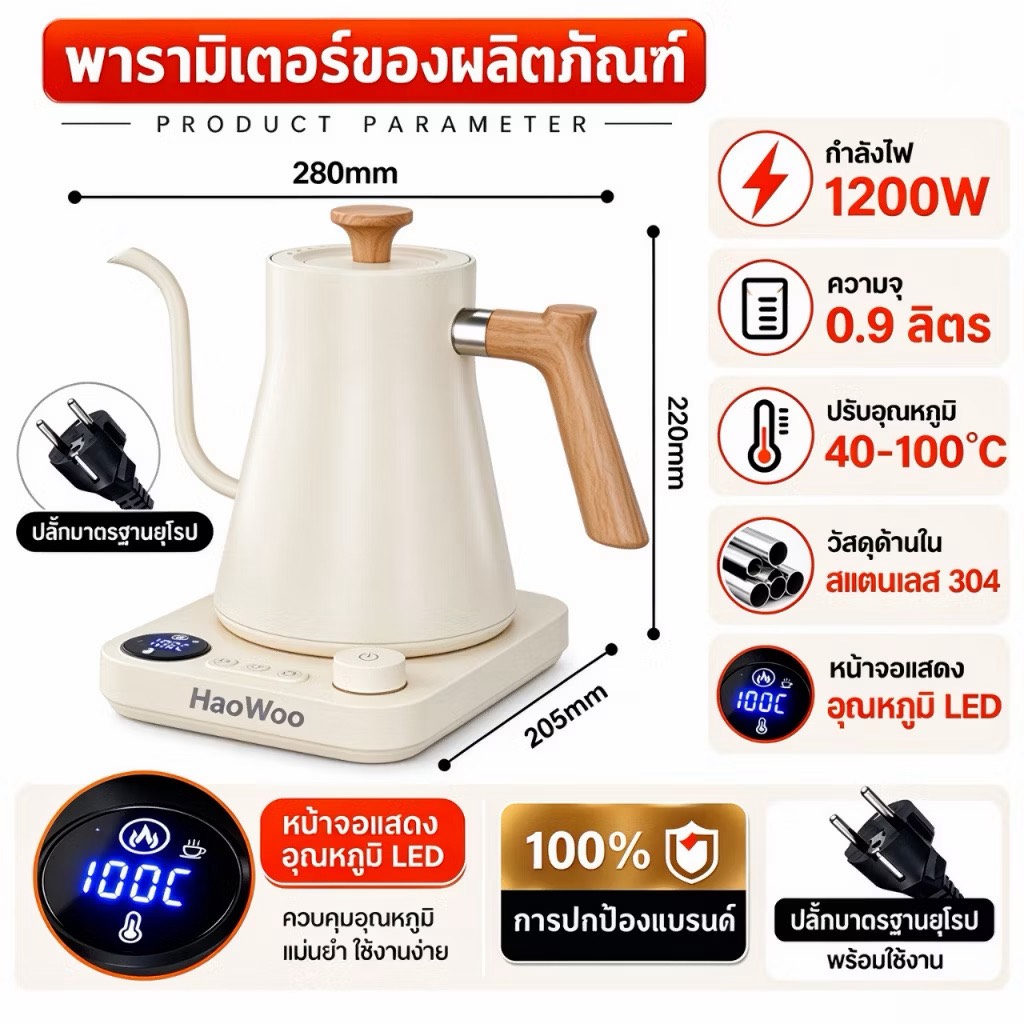 พารามิเตอร์ของผลิตภัณฑ์
PRODUCT PARAMETER
280mm
220mm
205mm
ปลั๊กมาตรฐานยุโรป
HaoWoo
กำลังไฟ
1200W
ความจุ
0.9 ลิตร
ปรับอุณหภูมิ
40-100°C
วัสดุด้านใน
สแตนเลส 304
100C
หน้าจอแสดง
อุณหภูมิ LED
100C
หน้าจอแสดง
อุณหภูมิ LED
ควบคุมอุณหภูมิ
แม่นยำ ใช้งานง่าย
100%
การปกป้องแบรนด์
ปลั๊กมาตรฐานยุโรป
พร้อมใช้งาน